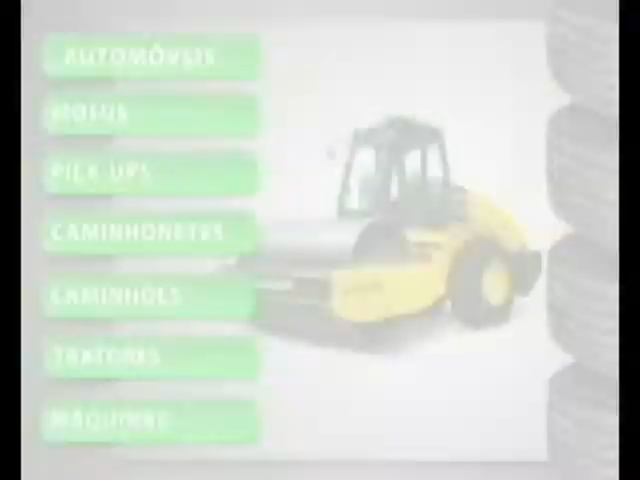 AUTOMÓVEIS
MOTOS
PICK-UPS
CAMINHONETES
CAMINHÕES
TRATORES
MÁQUINAS